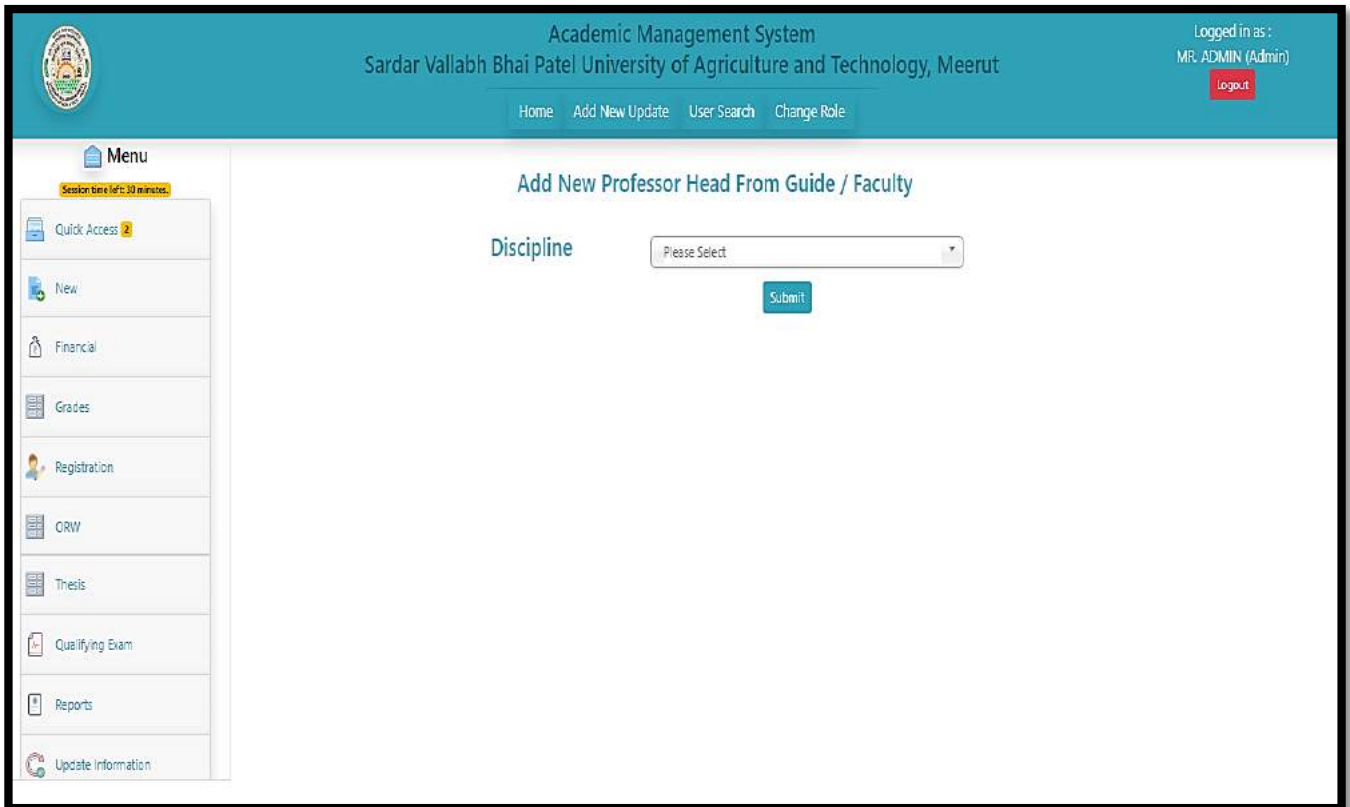 Academic Management System
Sardar Vallabh Bhai Patel University of Agriculture and Technology, Meerut
Logged in as :
MR. ADMIN (Admin)
Logout
Home Add New Update User Search Change Role
Menu
Session time left: 30 minutes.
Quick Access 2
New
Financial
Grades
Registration
ORW
Thesis
Qualifying Exam
Reports
Update Information
Add New Professor Head From Guide / Faculty
Discipline Please Select
Submit